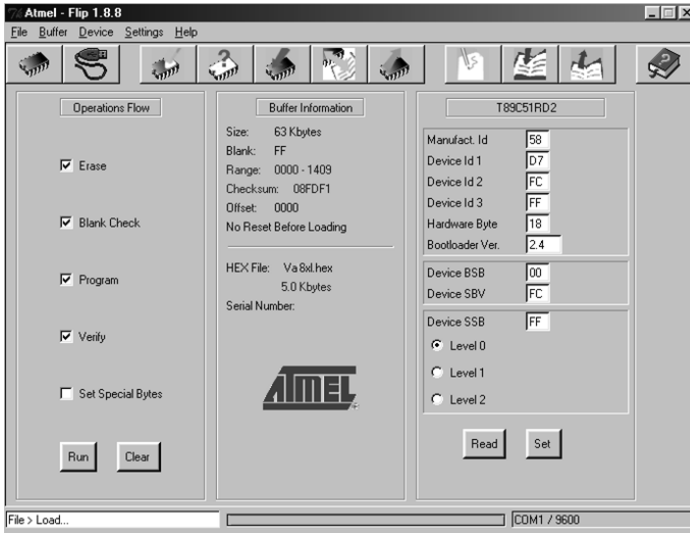 Atmel - Flip 1.8.8
File Buffer Device Settings Help
Operations Flow
Erase
Blank Check
Program
Verify
Set Special Bytes
Run Clear
Buffer Information
Size: 63 Kbytes
Blank: FF
Range: 0000 - 1409
Checksum: 08FDF1
Offset: 0000
No Reset Before Loading
HEX File: Va8xl.hex
5.0 Kbytes
Serial Number:
ATMEL
T89C51RD2
Manufact. Id 58
Device Id 1 D7
Device Id 2 FC
Device Id 3 FF
Hardware Byte 18
Bootloader Ver. 2.4
Device BSB 00
Device SBV FC
Device SSB FF
Level 0
Level 1
Level 2
Read Set
File > Load...
COM1 / 9600